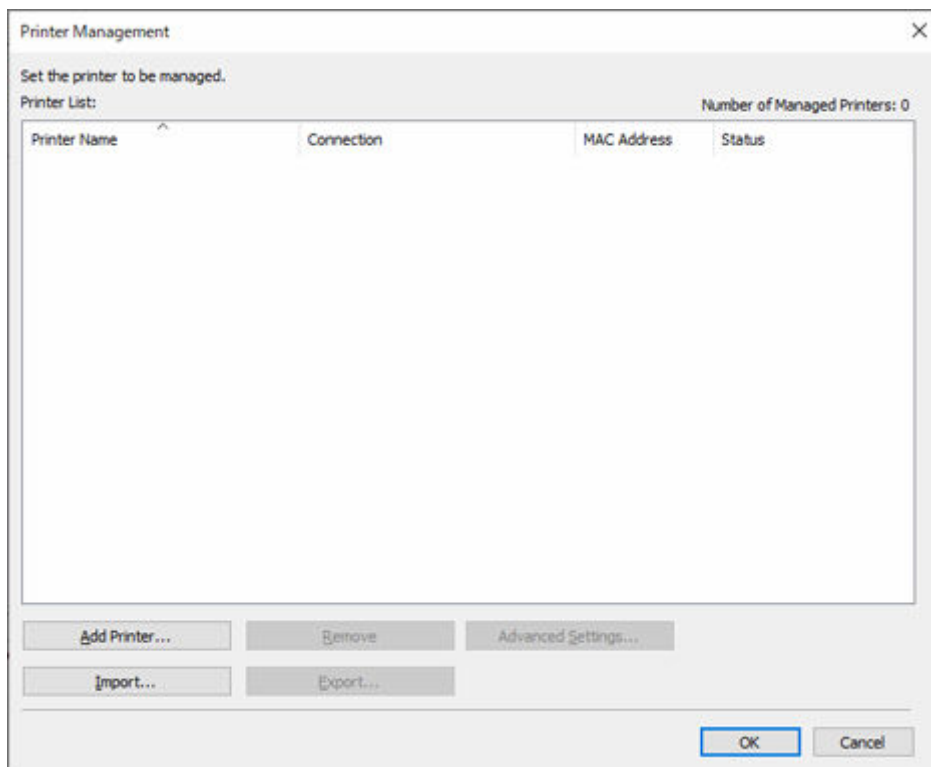 Printer Management
Set the printer to be managed.
Printer List:
Number of Managed Printers: 0
Printer Name Connection MAC Address Status
Add Printer... Remove Advanced Settings...
Import... Export...
OK Cancel